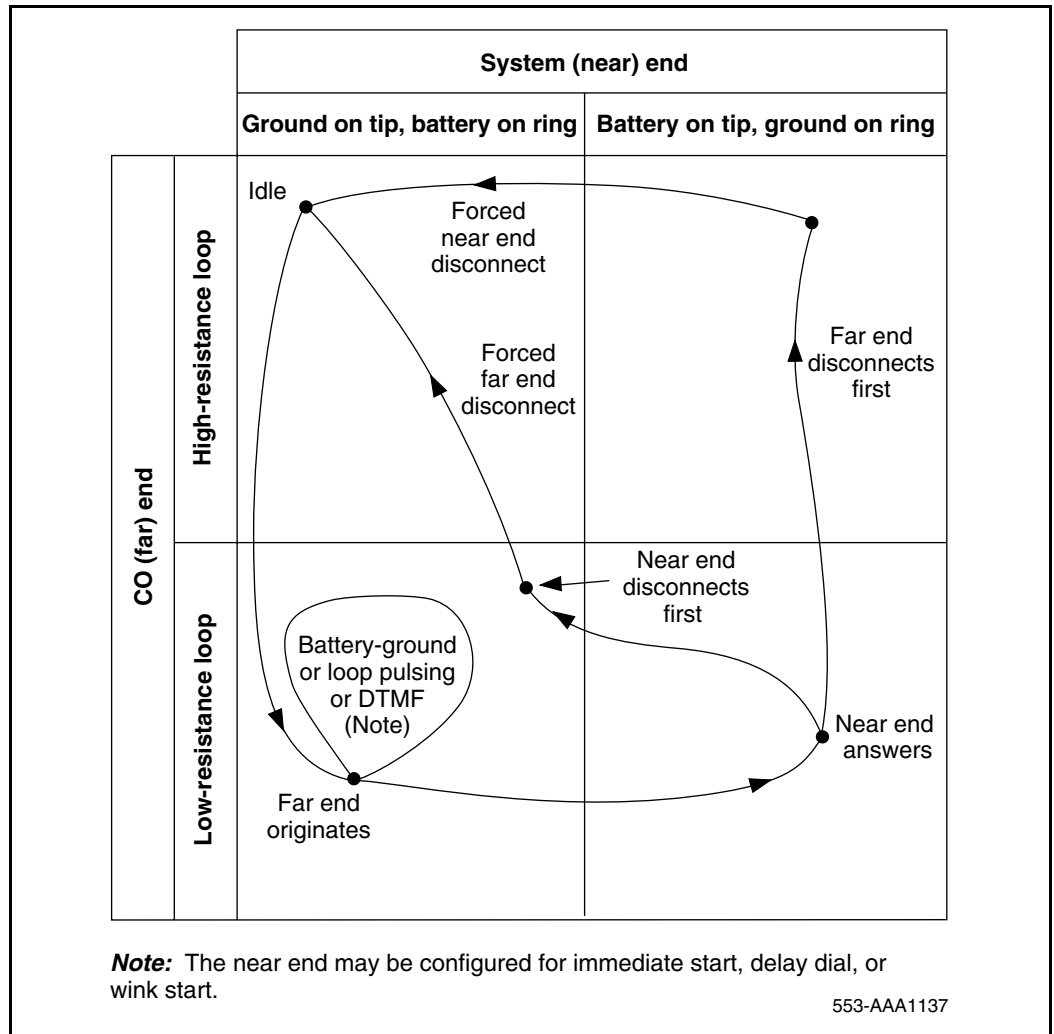 System (near) end
Ground on tip, battery on ring
Battery on tip, ground on ring
CO (far) end
High-resistance loop
Low-resistance loop
Idle
Forced
near end
disconnect
Forced
far end
disconnect
Far end
disconnects
first
Near end
disconnects
first
Battery-ground
or loop pulsing
or DTMF
(Note)
Near end
answers
Far end
originates
Note: The near end may be configured for immediate start, delay dial, or
wink start.
553-AAA1137